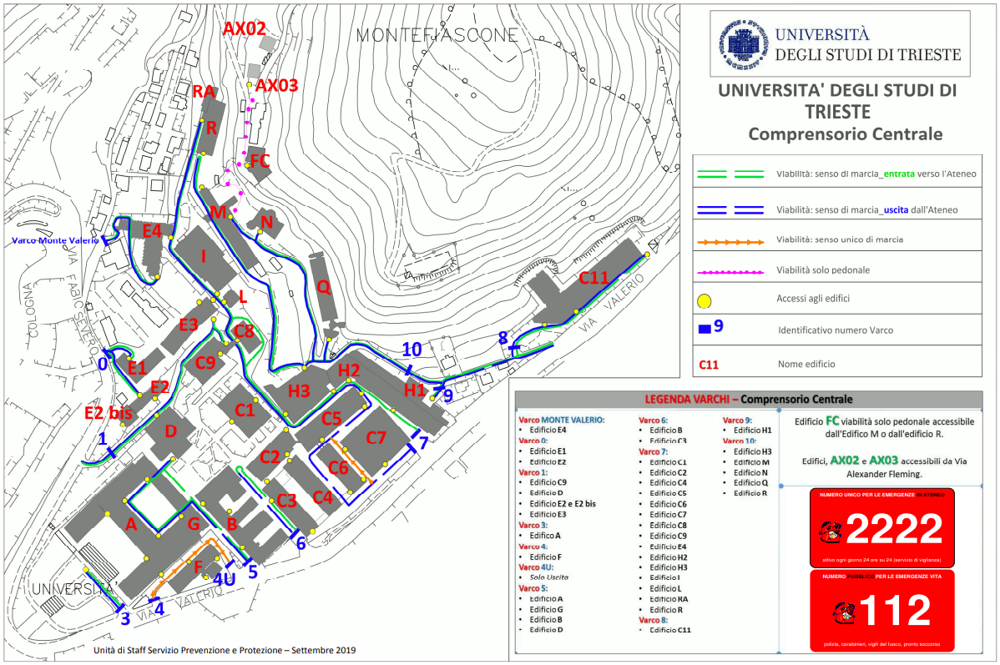 AX02
MONTEFIASCONE
AX03
RA
R
FC
M
N
E4
Varco Monte Valerio
I
VIA FABIO SEVERO
COLOGNA
L
Q
C11
VIA VALERIO
E3
C8
8
10
C9
0
E1
H2
H1
9
E2
H3
E2 bis
C1
C5
1
D
C7
7
C2
C6
C3
C4
A
G
B
6
F
4U
5
UNIVERSITA'
4
3
VIA VALERIO
Unità di Staff Servizio Prevenzione e Protezione – Settembre 2019
UNIVERSITÀ
DEGLI STUDI DI TRIESTE
UNIVERSITA' DEGLI STUDI DI
TRIESTE
Comprensorio Centrale
Viabilità: senso di marcia_entrata verso l'Ateneo
Viabilità: senso di marcia_uscita dall'Ateneo
Viabilità: senso unico di marcia
Viabilità solo pedonale
Accessi agli edifici
9 Identificativo numero Varco
C11 Nome edificio
LEGENDA VARCHI – Comprensorio Centrale
Varco MONTE VALERIO:
• Edificio E4
Varco 0:
• Edificio E1
• Edificio E2
Varco 1:
• Edificio C9
• Edificio D
• Edificio E2 e E2 bis
• Edificio E3
Varco 3:
• Edifico A
Varco 4:
• Edificio F
Varco 4U:
• Solo Uscita
Varco 5:
• Edificio A
• Edificio G
• Edificio B
• Edificio D
Varco 6:
• Edificio B
• Edificio C3
Varco 7:
• Edificio C1
• Edificio C2
• Edificio C4
• Edificio C5
• Edificio C6
• Edificio C7
• Edificio C8
• Edificio C9
• Edificio E4
• Edificio H2
• Edificio H3
• Edificio I
• Edificio L
• Edificio RA
• Edificio R
Varco 8:
• Edificio C11
Varco 9:
• Edificio H1
Varco 10:
• Edificio H3
• Edificio M
• Edificio N
• Edificio Q
• Edificio R
Edificio FC viabilità solo pedonale accessibile
dall'Edifico M o dall'edificio R.
Edifici, AX02 e AX03 accessibili da Via
Alexander Fleming.
NUMERO UNICO PER LE EMERGENZE IN ATENEO
2222
attivo ogni giorno 24 ore su 24 (servizio di vigilanza)
NUMERO PUBBLICO PER LE EMERGENZE VITA
112
polizia, carabinieri, vigili del fuoco, pronto soccorso